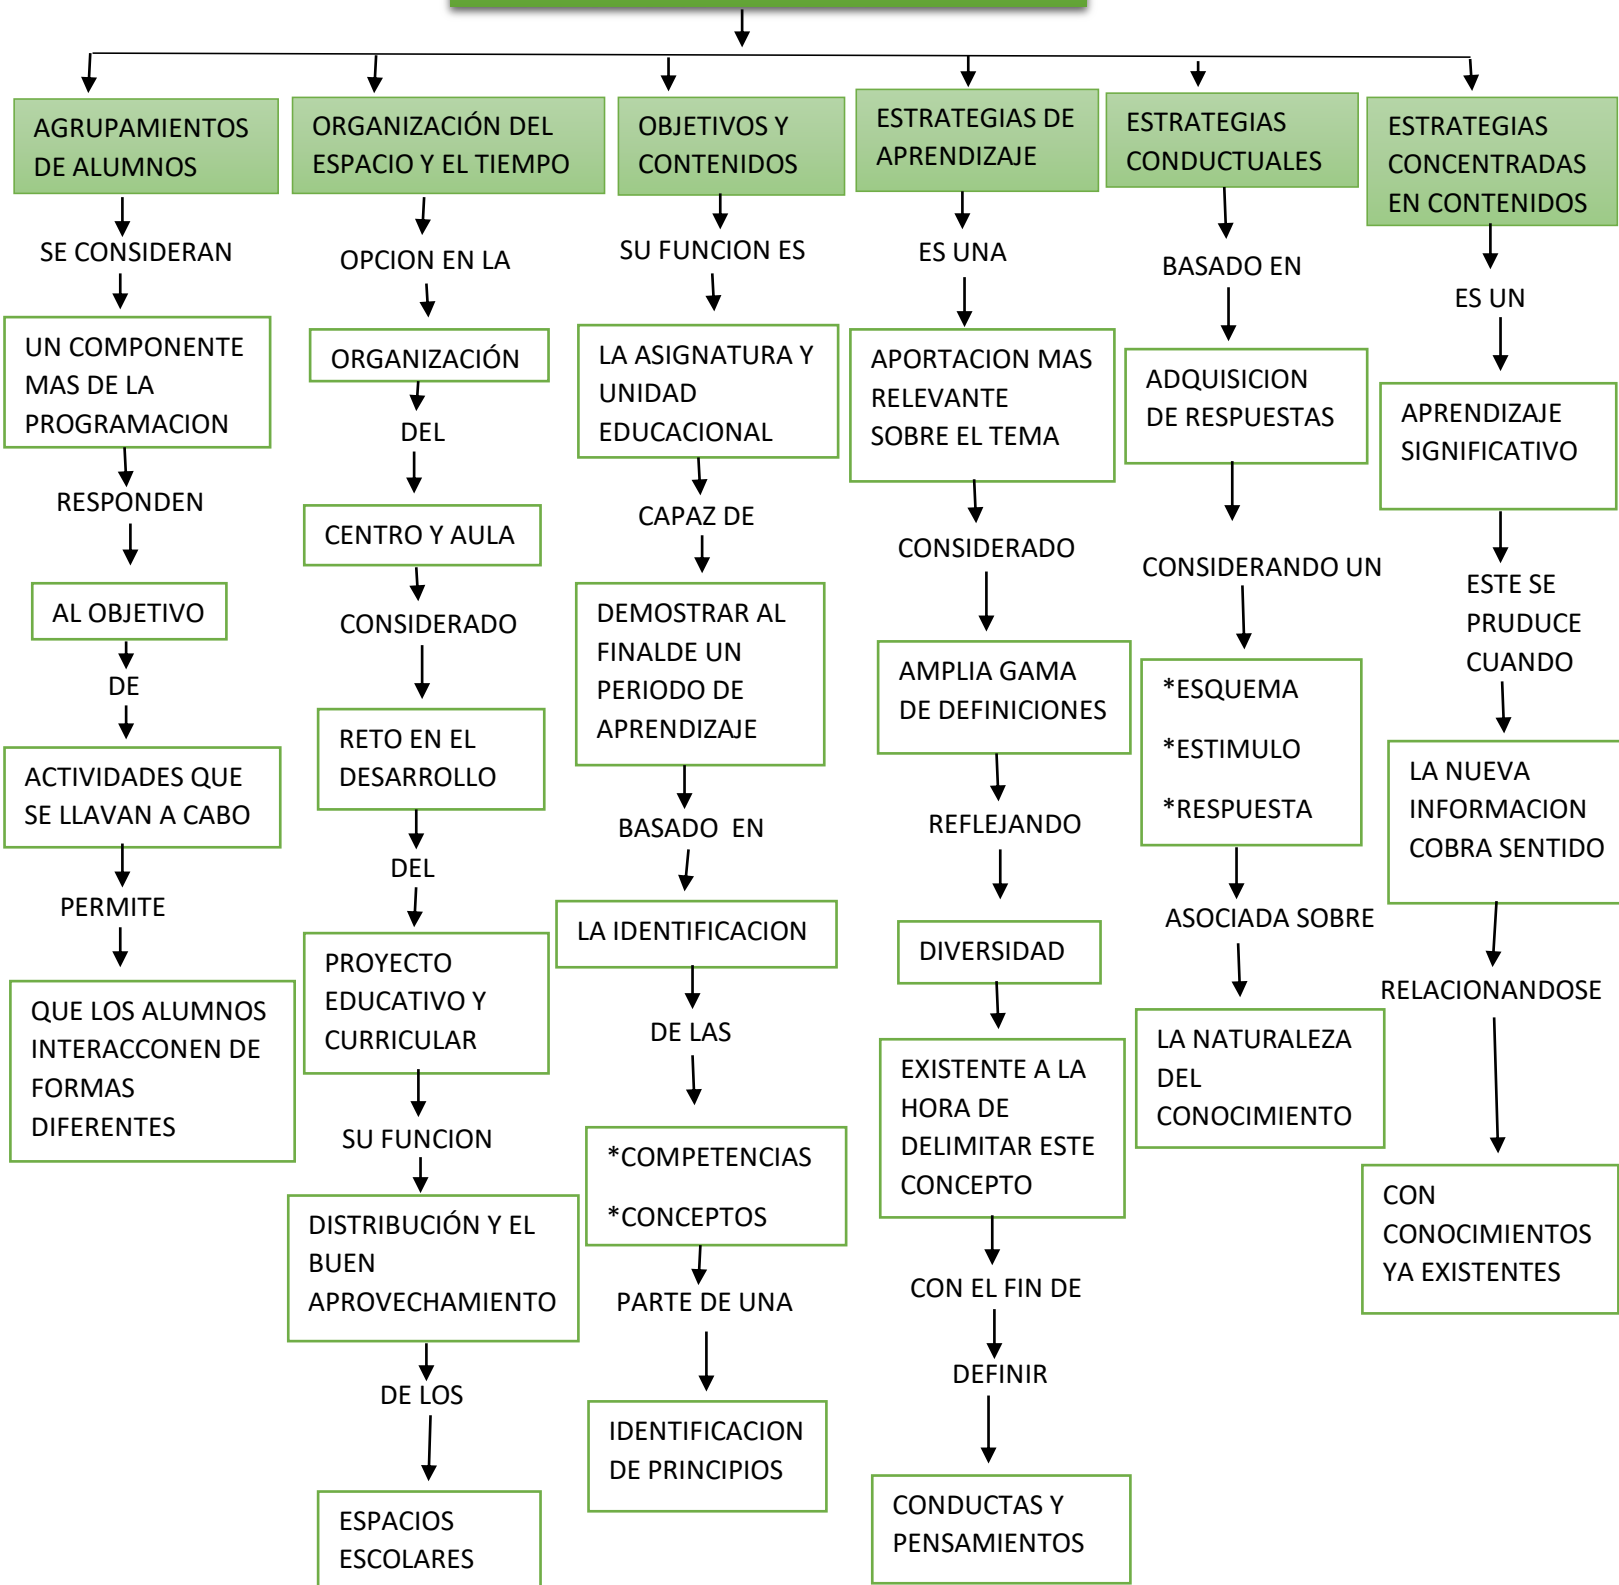 AGRUPAMIENTOS
DE ALUMNOS
SE CONSIDERAN
UN COMPONENTE
MAS DE LA
PROGRAMACION
RESPONDEN
AL OBJETIVO
DE
ACTIVIDADES QUE
SE LLAVAN A CABO
PERMITE
QUE LOS ALUMNOS
INTERACCONEN DE
FORMAS
DIFERENTES
ORGANIZACIÓN DEL
ESPACIO Y EL TIEMPO
OPCION EN LA
ORGANIZACIÓN
DEL
CENTRO Y AULA
CONSIDERADO
RETO EN EL
DESARROLLO
DEL
PROYECTO
EDUCATIVO Y
CURRICULAR
SU FUNCION
DISTRIBUCIÓN Y EL
BUEN
APROVECHAMIENTO
DE LOS
ESPACIOS
ESCOLARES
OBJETIVOS Y
CONTENIDOS
SU FUNCION ES
LA ASIGNATURA Y
UNIDAD
EDUCACIONAL
CAPAZ DE
DEMOSTRAR AL
FINALDE UN
PERIODO DE
APRENDIZAJE
BASADO  EN
LA IDENTIFICACION
DE LAS
*COMPETENCIAS
*CONCEPTOS
PARTE DE UNA
IDENTIFICACION
DE PRINCIPIOS
ESTRATEGIAS DE
APRENDIZAJE
ES UNA
APORTACION MAS
RELEVANTE
SOBRE EL TEMA
CONSIDERADO
AMPLIA GAMA
DE DEFINICIONES
REFLEJANDO
DIVERSIDAD
EXISTENTE A LA
HORA DE
DELIMITAR ESTE
CONCEPTO
CON EL FIN DE
DEFINIR
CONDUCTAS Y
PENSAMIENTOS
ESTRATEGIAS
CONDUCTUALES
BASADO EN
ADQUISICION
DE RESPUESTAS
CONSIDERANDO UN
*ESQUEMA
*ESTIMULO
*RESPUESTA
ASOCIADA SOBRE
LA NATURALEZA
DEL
CONOCIMIENTO
ESTRATEGIAS
CONCENTRADAS
EN CONTENIDOS
ES UN
APRENDIZAJE
SIGNIFICATIVO
ESTE SE
PRUDUCE
CUANDO
LA NUEVA
INFORMACION
COBRA SENTIDO
RELACIONANDOSE
CON
CONOCIMIENTOS
YA EXISTENTES